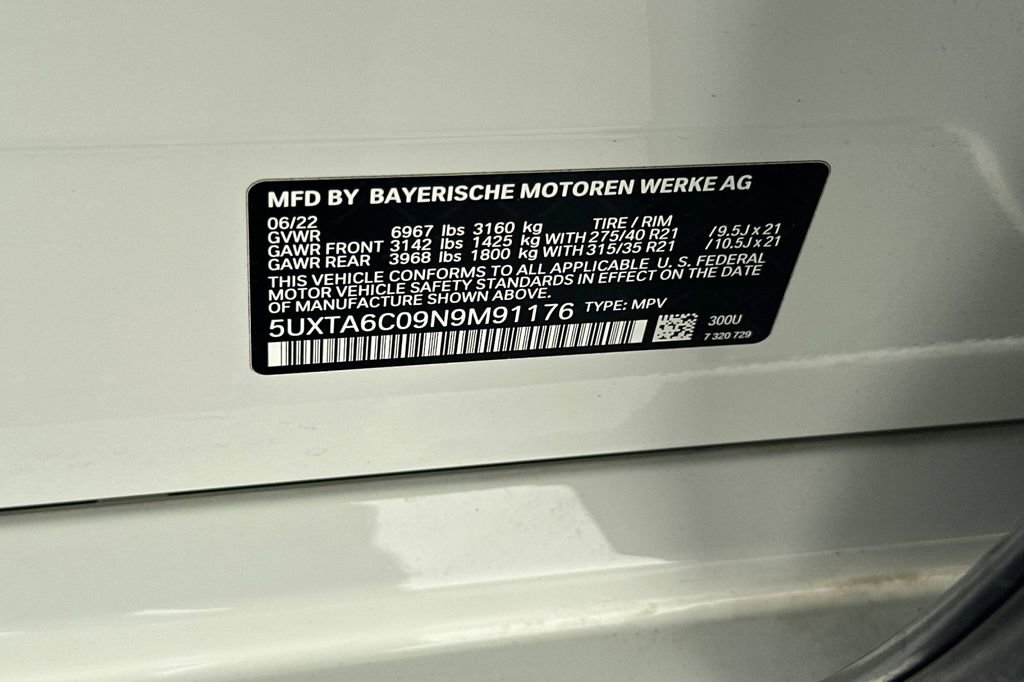 MFD BY BAYERISCHE MOTOREN WERKE AG
06/22 TIRE / RIM
GVWR 6967 lbs 3160 kg
GAWR FRONT 3142 lbs 1425 kg WITH 275/40 R21 / 9.5J x 21
GAWR REAR 3968 lbs 1800 kg WITH 315/35 R21 / 10.5J x 21
THIS VEHICLE CONFORMS TO ALL APPLICABLE U. S. FEDERAL
MOTOR VEHICLE SAFETY STANDARDS IN EFFECT ON THE DATE
OF MANUFACTURE SHOWN ABOVE.
5UXTA6C09N9M91176 TYPE: MPV
300U
7 320 729